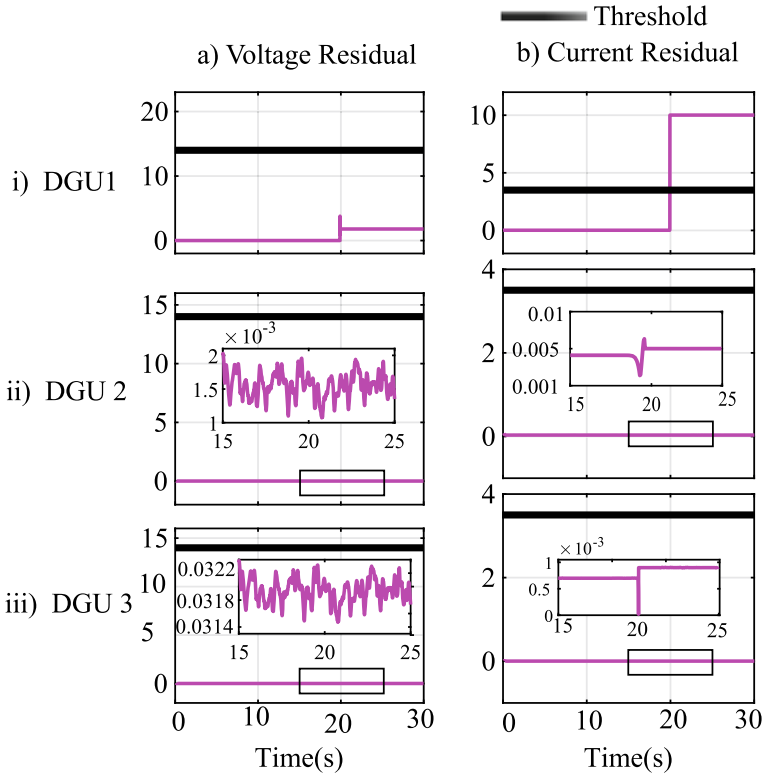 Threshold
a) Voltage Residual
b) Current Residual
i) DGU1
20
10
0
10
5
0
ii) DGU 2
15
10
5
0
×10⁻³
2
1.5
1
15 20 25
4
2
0
0.01
0.005
0.001
15 20 25
iii) DGU 3
15
10
5
0
0.0322
0.0318
0.0314
15 20 25
0 10 20 30
Time(s)
4
2
0
×10⁻³
1
0.5
0
15 20 25
0 10 20 30
Time(s)